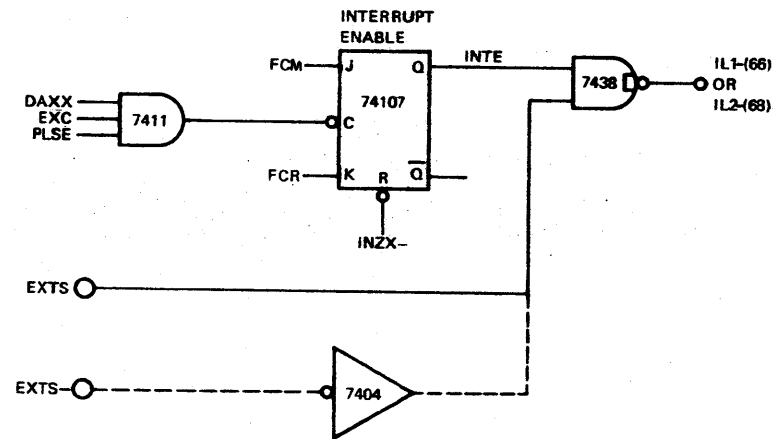 INTERRUPT
ENABLE
FCM
J
Q
INTE
7438
IL1-(66)
OR
IL2-(68)
DAXX
EXC
PLSE
7411
C
74107
FCR
K
R
Q
INZX-
EXTS
EXTS-
7404